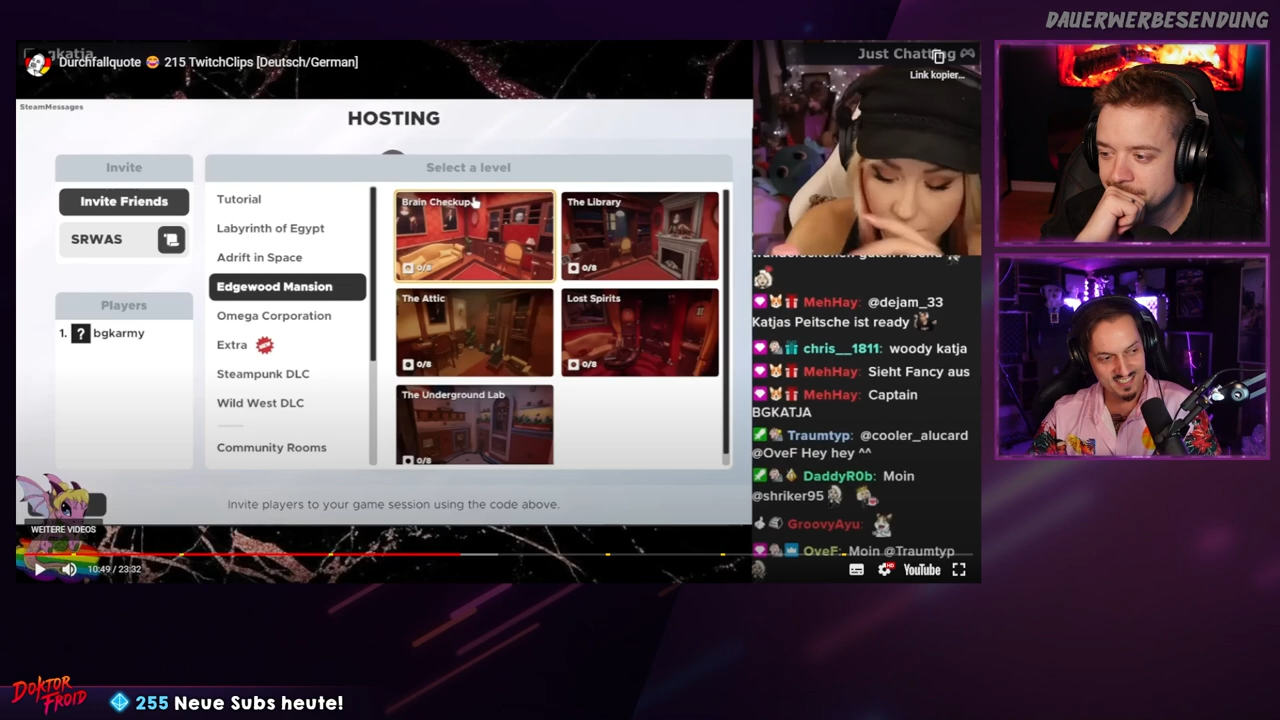 DAUERWERBESENDUNG
gkatja
Durchfallquote 215 TwitchClips [Deutsch/German]
Just Chatting
Link kopier...
SteamMessages
HOSTING
Invite
Invite Friends
SRWAS
Players
1. ? bgkarmy
Select a level
Tutorial
Labyrinth of Egypt
Adrift in Space
Edgewood Mansion
Omega Corporation
Extra
Steampunk DLC
Wild West DLC
Community Rooms
Brain Checkup
0/8
The Library
0/8
The Attic
0/8
Lost Spirits
0/8
The Underground Lab
0/8
Invite players to your game session using the code above.
MehHay: @dejam_33
Katjas Peitsche ist ready
chris__1811: woody katja
MehHay: Sieht Fancy aus
MehHay: Captain
BGKATJA
Traumtyp: @cooler_alucard
@OveF Hey hey ^^
DaddyR0b: Moin
@shriker95
GroovyAyu:
OveF: Moin @Traumtyp
WEITERE VIDEOS
10:49 / 23:32
HD
YouTube
DOKTOR
FROID
255 Neue Subs heute!